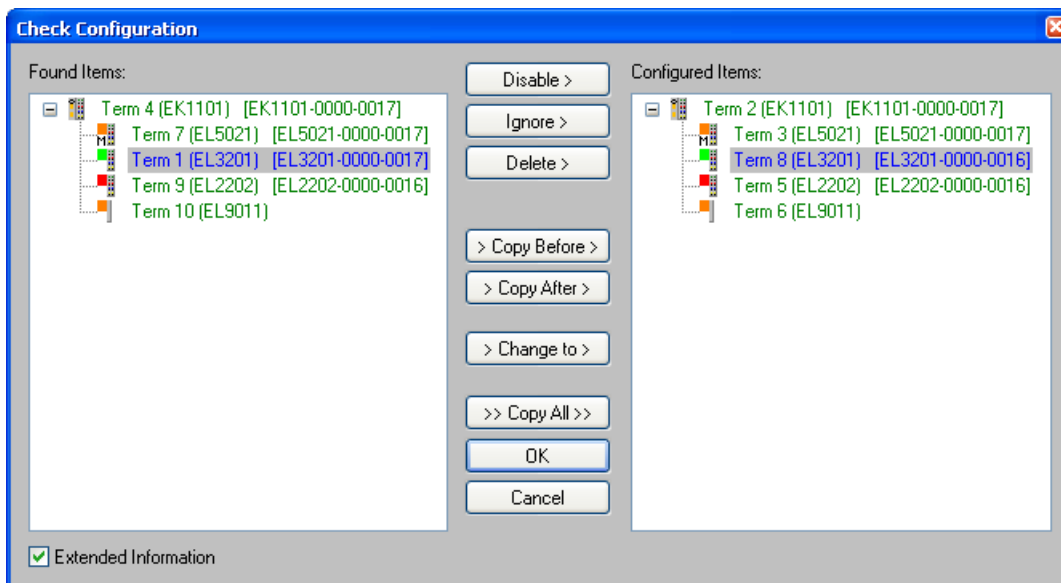 Check Configuration
Found Items:
Term 4 (EK1101) [EK1101-0000-0017]
M Term 7 (EL5021) [EL5021-0000-0017]
Term 1 (EL3201) [EL3201-0000-0017]
Term 9 (EL2202) [EL2202-0000-0016]
Term 10 (EL9011)
Extended Information
Disable >
Ignore >
Delete >
> Copy Before >
> Copy After >
> Change to >
>> Copy All >>
OK
Cancel
Configured Items:
Term 2 (EK1101) [EK1101-0000-0017]
M Term 3 (EL5021) [EL5021-0000-0017]
Term 8 (EL3201) [EL3201-0000-0016]
Term 5 (EL2202) [EL2202-0000-0016]
Term 6 (EL9011)